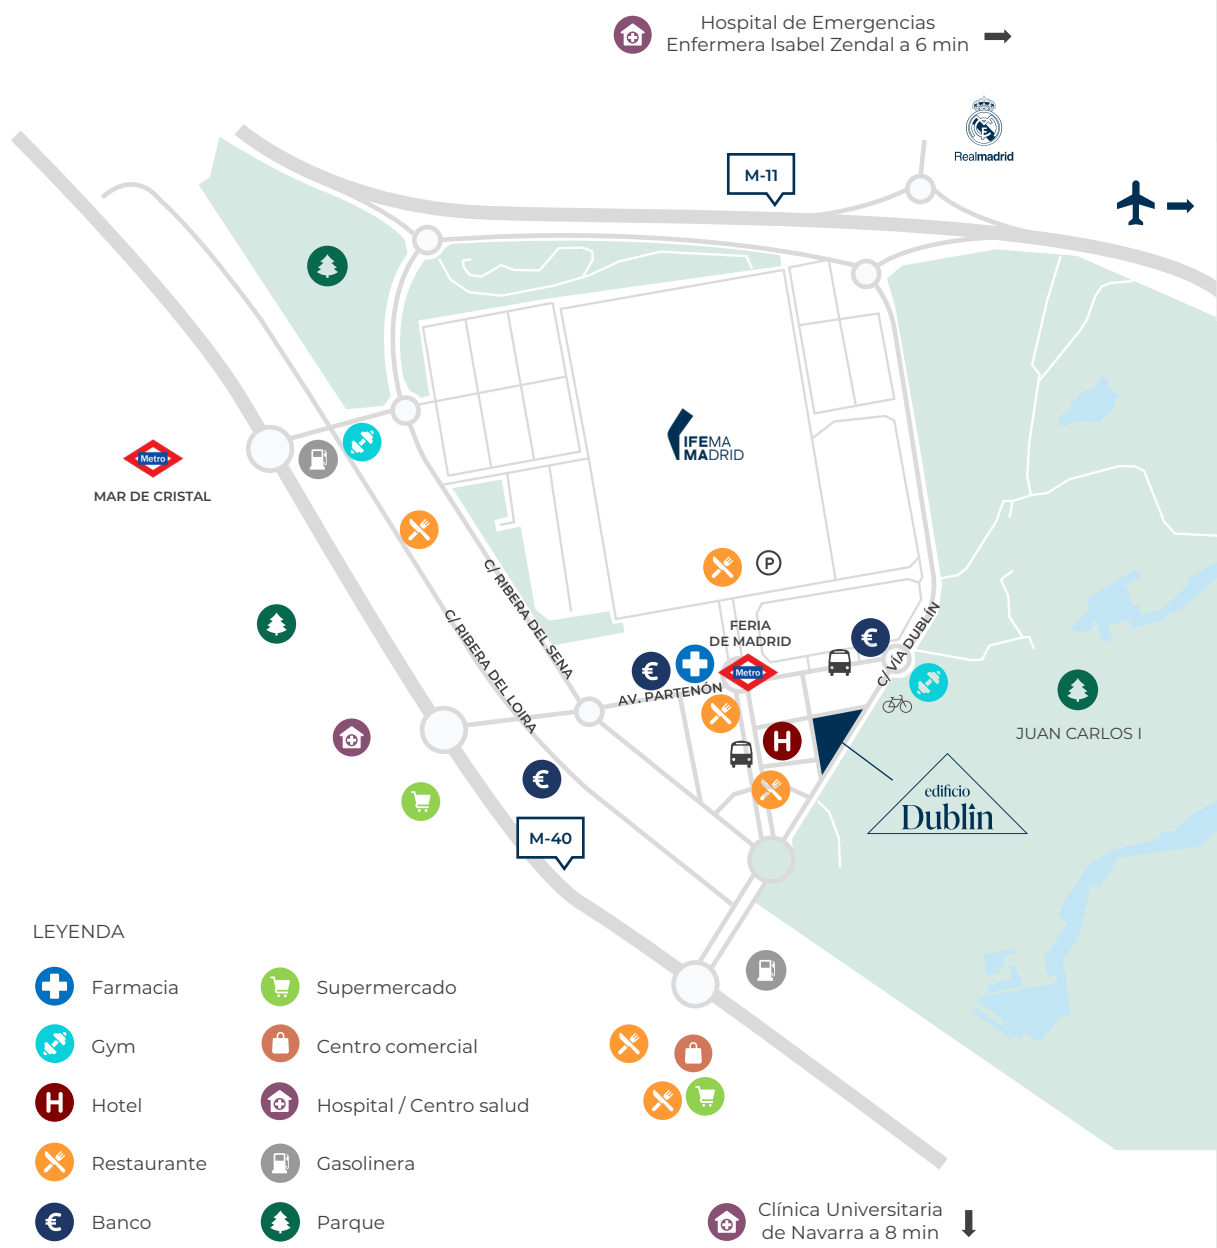 Hospital de Emergencias
Enfermera Isabel Zendal a 6 min
Realmadrid
M-11
IFEMA
MADRID
Metro
MAR DE CRISTAL
P
C/ RIBERA DEL SENA
C/ RIBERA DEL LOIRA
FERIA
DE MADRID
Metro
€
€
C/ VÍA DUBLÍN
AV. PARTENÓN
H
JUAN CARLOS I
€
edificio
Dublin
M-40
LEYENDA
Farmacia
Supermercado
Gym
Centro comercial
H Hotel
Hospital / Centro salud
Restaurante
Gasolinera
€ Banco
Parque
Clínica Universitaria
de Navarra a 8 min